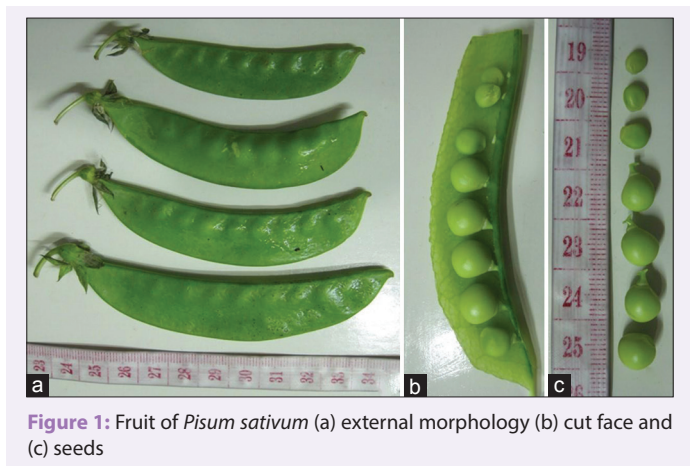 23 24 25 26 27 28 29 30 31 32 33 34
a
b
19
20
21
22
23
24
25
c
Figure 1: Fruit of Pisum sativum (a) external morphology (b) cut face and
(c) seeds